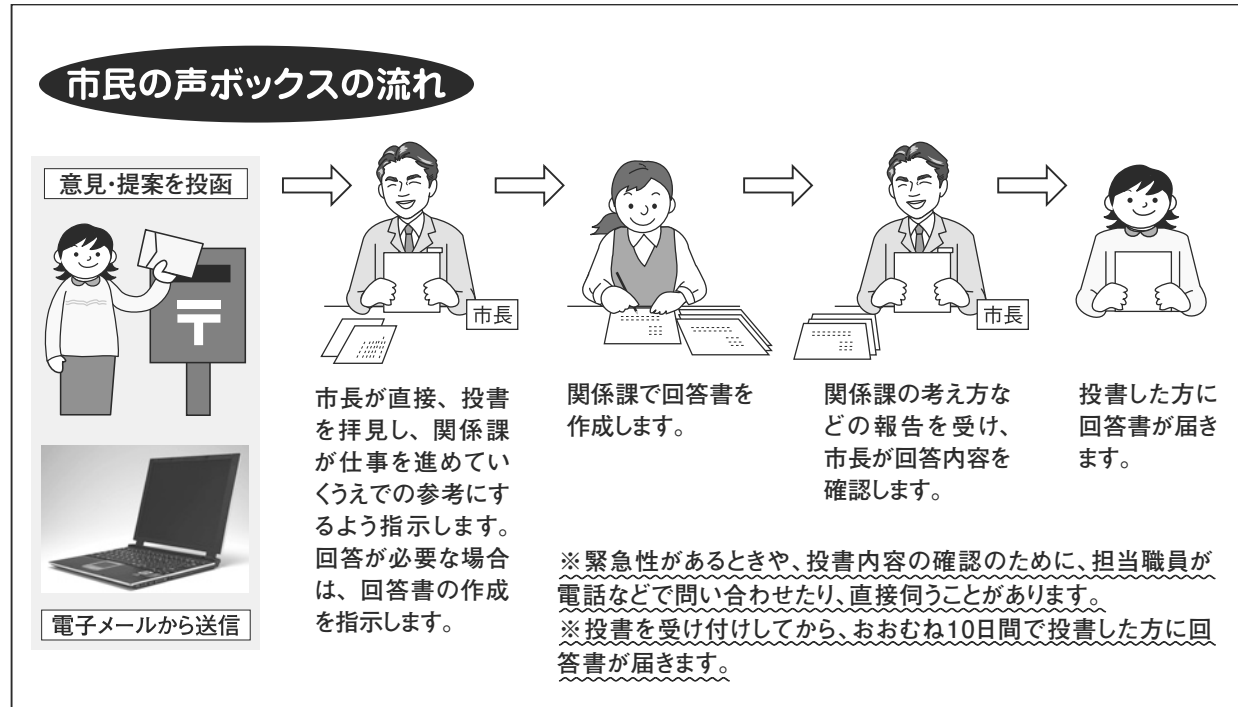 市民の声ボックスの流れ
意見・提案を投函
電子メールから送信
市長
市長が直接、投書
を拝見し、関係課
が仕事を進めてい
くうえでの参考にす
るよう指示します。
回答が必要な場合
は、回答書の作成
を指示します。
関係課で回答書を
作成します。
市長
関係課の考え方な
どの報告を受け、
市長が回答内容を
確認します。
投書した方に
回答書が届き
ます。
※緊急性があるときや、投書内容の確認のために、担当職員が
電話などで問い合わせたり、直接伺うことがあります。
※投書を受け付けしてから、おおむね10日間で投書した方に回
答書が届きます。